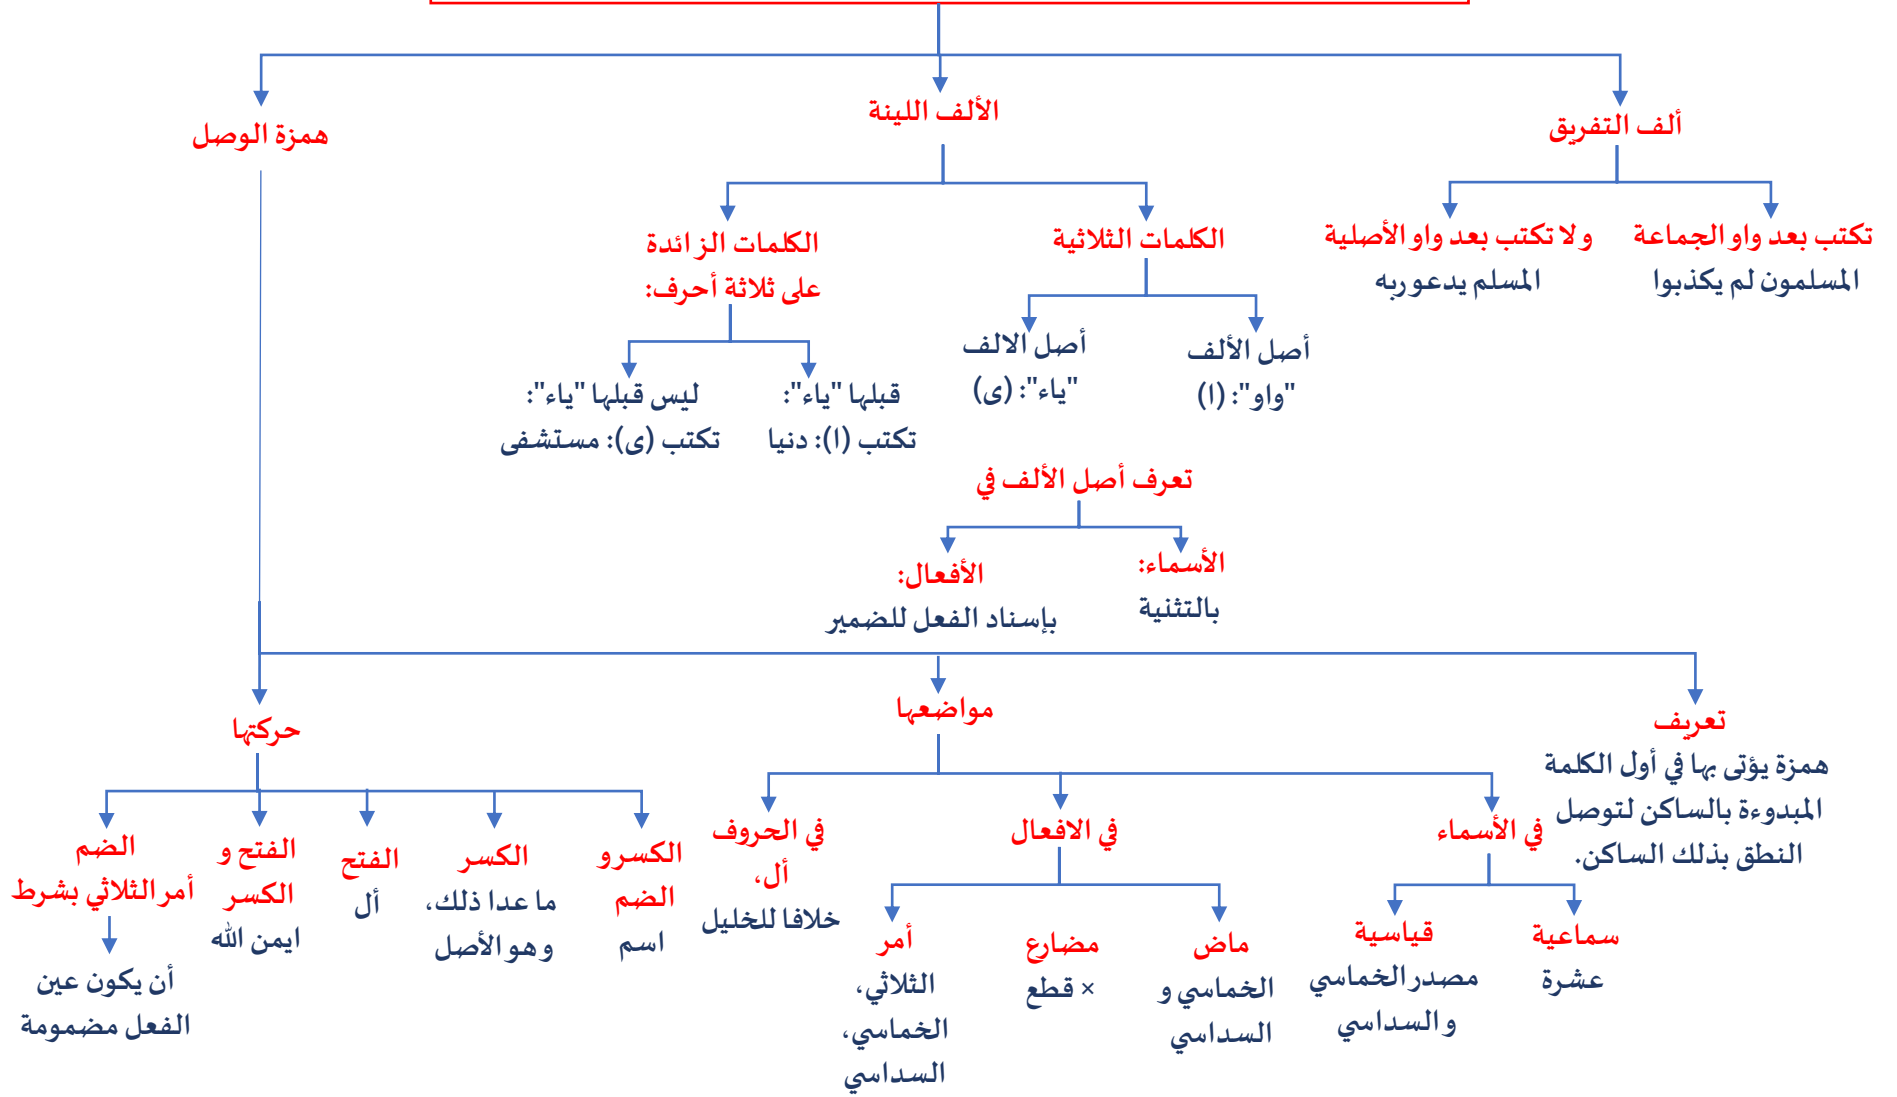 ألف التفريق
الألف اللينة
همزة الوصل
تكتب بعد واو الجماعة
المسلمون لم يكذبوا
ولا تكتب بعد واو الأصلية
المسلم يدعو ربه
الكلمات الثلاثية
أصل الألف
"واو": (ا)
أصل الالف
"ياء": (ى)
الكلمات الزائدة
على ثلاثة أحرف:
قبلها "ياء":
تكتب (ا): دنيا
ليس قبلها "ياء":
تكتب (ى): مستشفى
تعرف أصل الألف في
الأسماء:
بالتثنية
الأفعال:
بإسناد الفعل للضمير
تعريف
همزة يؤتى بها في أول الكلمة
المبدوءة بالساكن لتوصل
النطق بذلك الساكن.
مواضعها
في الأسماء
سماعية
عشرة
قياسية
مصدر الخماسي
و السداسي
في الافعال
ماض
الخماسي و
السداسي
مضارع
× قطع
أمر
الثلاثي،
الخماسي،
السداسي
في الحروف
أل،
خلافا للخليل
حركتها
الكسر و
الضم
اسم
الكسر
ما عدا ذلك،
وهو الأصل
الفتح
أل
الفتح و
الكسر
ايمن الله
الضم
أمر الثلاثي بشرط
أن يكون عين
الفعل مضمومة